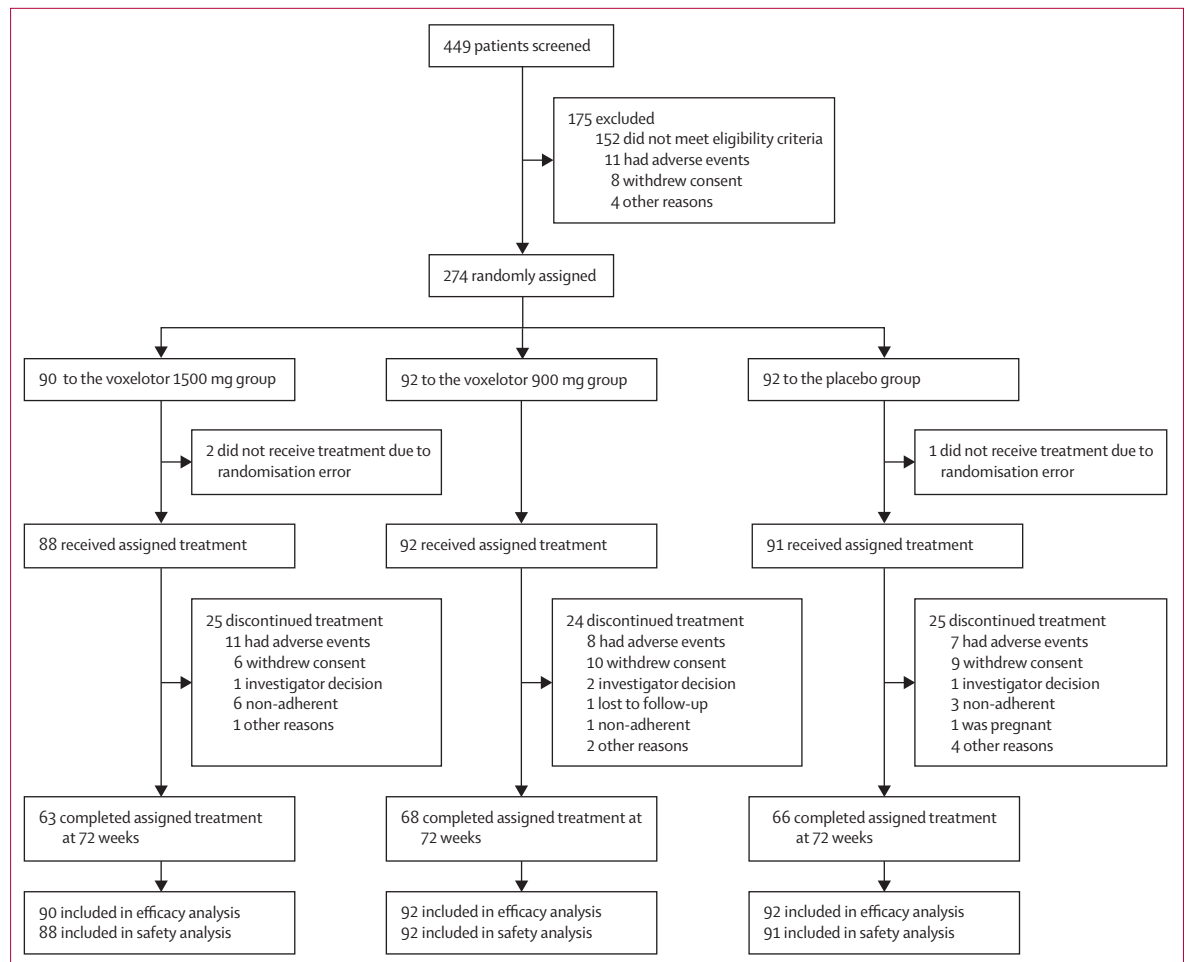 449 patients screened
175 excluded
152 did not meet eligibility criteria
11 had adverse events
8 withdrew consent
4 other reasons
274 randomly assigned
90 to the voxelotor 1500 mg group
92 to the voxelotor 900 mg group
92 to the placebo group
2 did not receive treatment due to
randomisation error
1 did not receive treatment due to
randomisation error
88 received assigned treatment
92 received assigned treatment
91 received assigned treatment
25 discontinued treatment
11 had adverse events
6 withdrew consent
1 investigator decision
6 non-adherent
1 other reasons
24 discontinued treatment
8 had adverse events
10 withdrew consent
2 investigator decision
1 lost to follow-up
1 non-adherent
2 other reasons
25 discontinued treatment
7 had adverse events
9 withdrew consent
1 investigator decision
3 non-adherent
1 was pregnant
4 other reasons
63 completed assigned treatment
at 72 weeks
68 completed assigned treatment at
72 weeks
66 completed assigned treatment
at 72 weeks
90 included in efficacy analysis
88 included in safety analysis
92 included in efficacy analysis
92 included in safety analysis
92 included in efficacy analysis
91 included in safety analysis